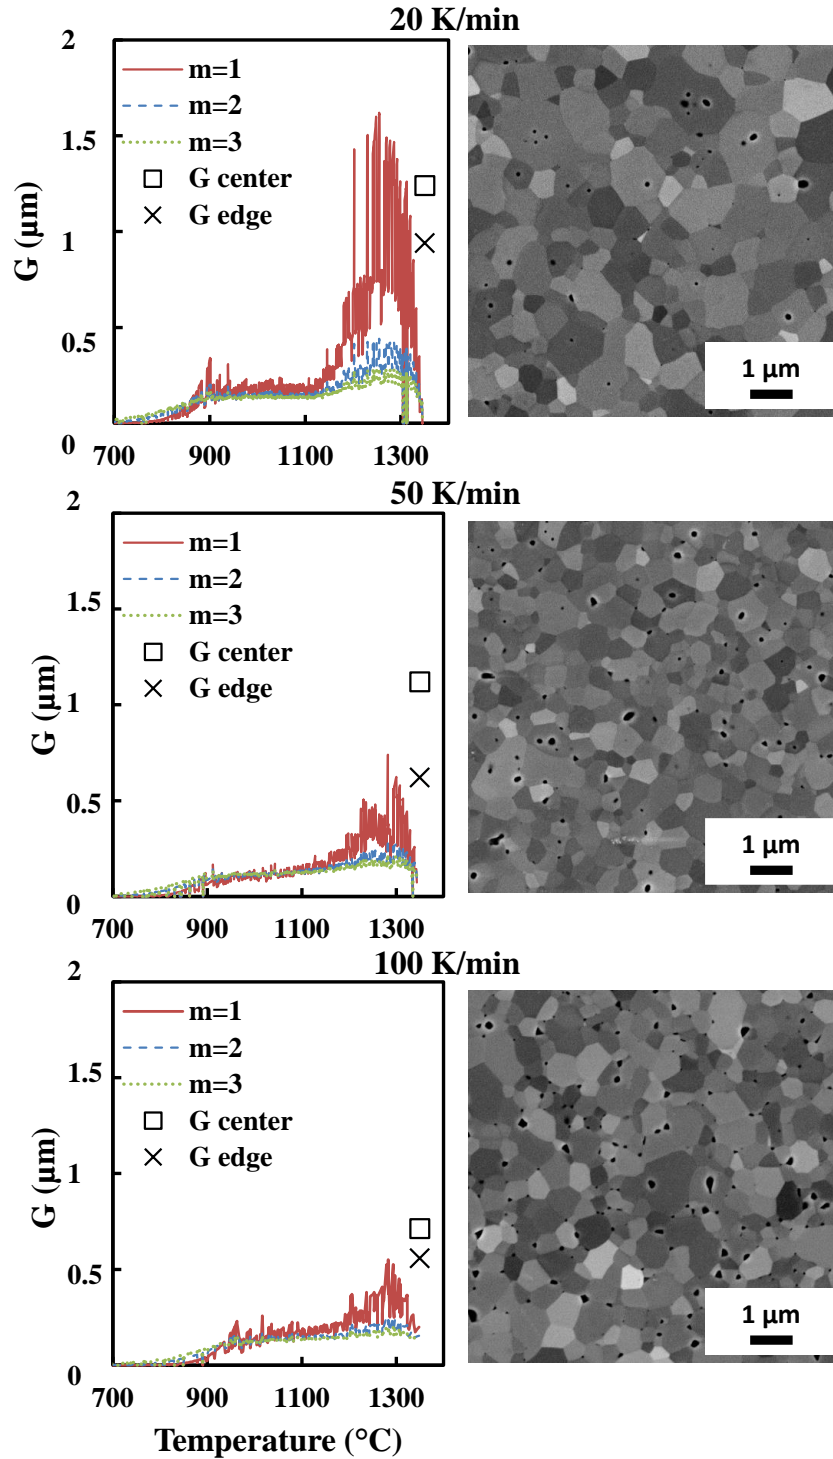 20 K/min
2
1.5
1
0.5
0
G (µm)
m=1
m=2
m=3
G center
G edge
700 900 1100 1300
1 µm
50 K/min
2
1.5
1
0.5
0
G (µm)
m=1
m=2
m=3
G center
G edge
700 900 1100 1300
1 µm
100 K/min
2
1.5
1
0.5
0
G (µm)
m=1
m=2
m=3
G center
G edge
700 900 1100 1300
1 µm
Temperature (°C)